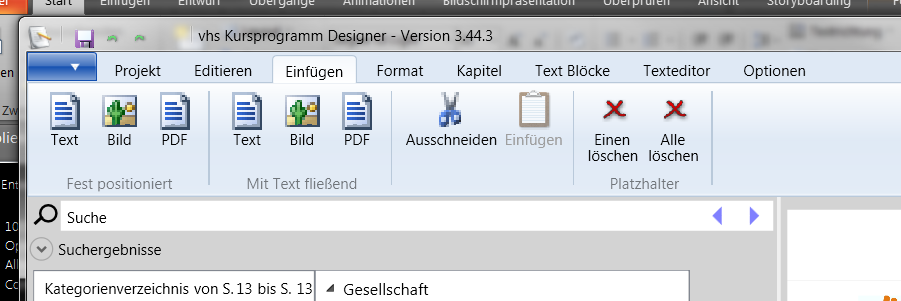 Start Einfügen Entwurf Übergänge Animationen Bildschirmpräsentation Überprüfen Ansicht Storyboarding
vhs Kursprogramm Designer - Version 3.44.3
Projekt Editieren Einfügen Format Kapitel Text Blöcke Texteditor Optionen
Text Bild PDF Text Bild PDF Ausschneiden Einfügen Einen löschen Alle löschen
Fest positioniert Mit Text fließend Platzhalter
Suche
Suchergebnisse
Kategorienverzeichnis von S. 13 bis S. 13 Gesellschaft